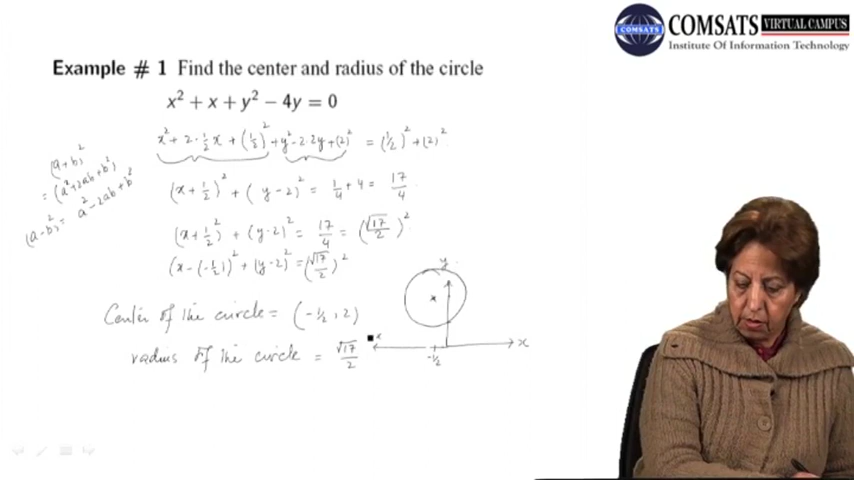 COMSATS VIRTUAL CAMPUS
Institute Of Information Technology
Example # 1 Find the center and radius of the circle
x² + x + y² − 4y = 0
x² + 2·½x + (½)² + y² − 2·2y + (2)² = (½)² + (2)²
(a+b)²
= (a²+2ab+b²)
(a−b)² = a² − 2ab + b²
(x+½)² + (y−2)² = ¼ + 4 = 17/4
(x+½)² + (y−2)² = 17/4 = (√17/2)²
(x−(−½))² + (y−2)² = (√17/2)²
Center of the circle = (−½, 2)
radius of the circle = √17/2
y
x
x
−½